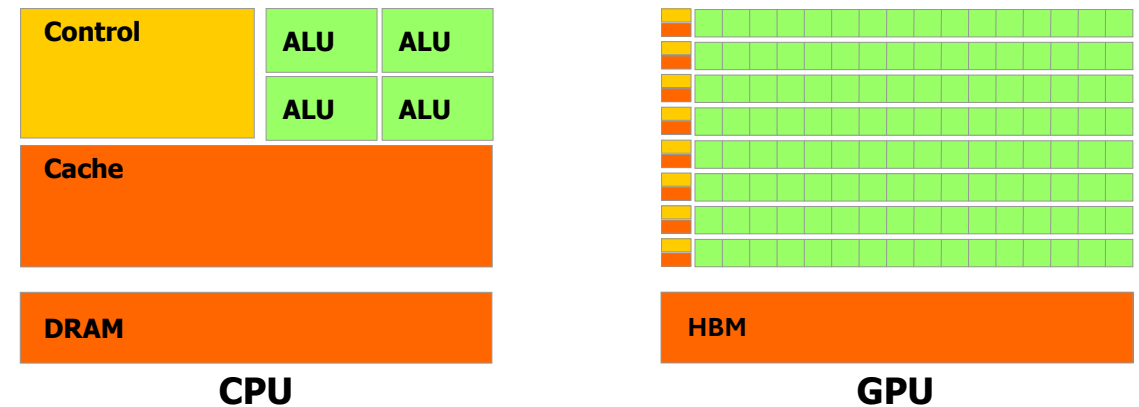 Control
ALU ALU
ALU ALU
Cache
DRAM
CPU
HBM
GPU